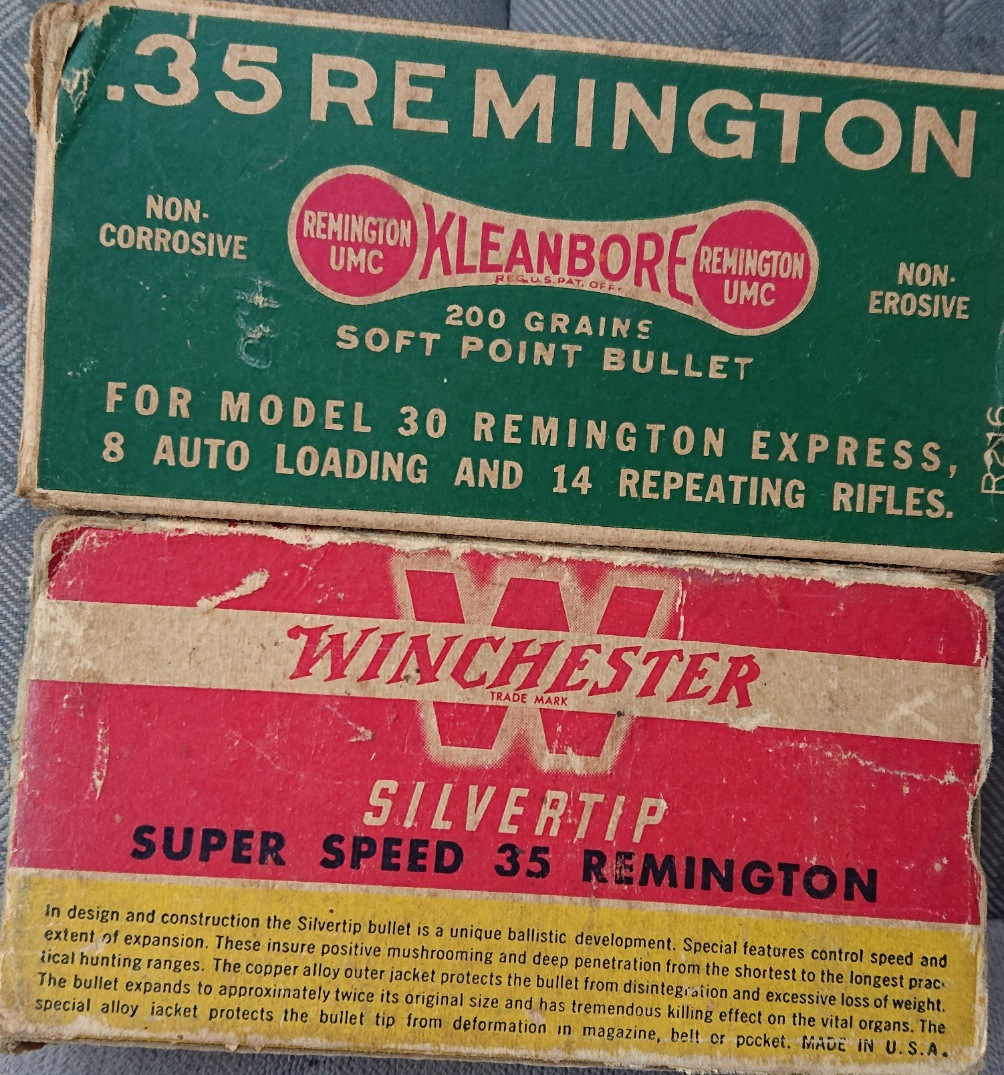 .35 REMINGTON
NON-
CORROSIVE
REMINGTON
UMC
KLEANBORE
REG. U.S. PAT. OFF.
REMINGTON
UMC
NON-
EROSIVE
200 GRAINS
SOFT POINT BULLET
FOR MODEL 30 REMINGTON EXPRESS,
8 AUTO LOADING AND 14 REPEATING RIFLES.
R216
W
WINCHESTER
TRADE MARK
SILVERTIP
SUPER SPEED 35 REMINGTON
In design and construction the Silvertip bullet is a unique ballistic development. Special features control speed and
extent of expansion. These insure positive mushrooming and deep penetration from the shortest to the longest prac-
tical hunting ranges. The copper alloy outer jacket protects the bullet from disintegration and excessive loss of weight.
The bullet expands to approximately twice its original size and has tremendous killing effect on the vital organs. The
special alloy jacket protects the bullet tip from deformation in magazine, belt or pocket. MADE IN U.S.A.